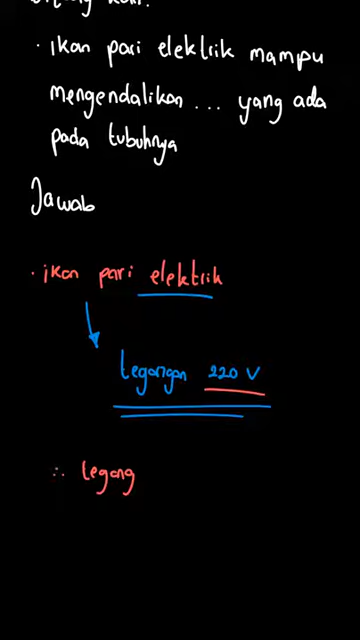 • ikan pari elektrik mampu
mengendalikan ... yang ada
pada tubuhnya
Jawab
• ikan pari elektrik
tegangan 220 V
∴ tegang